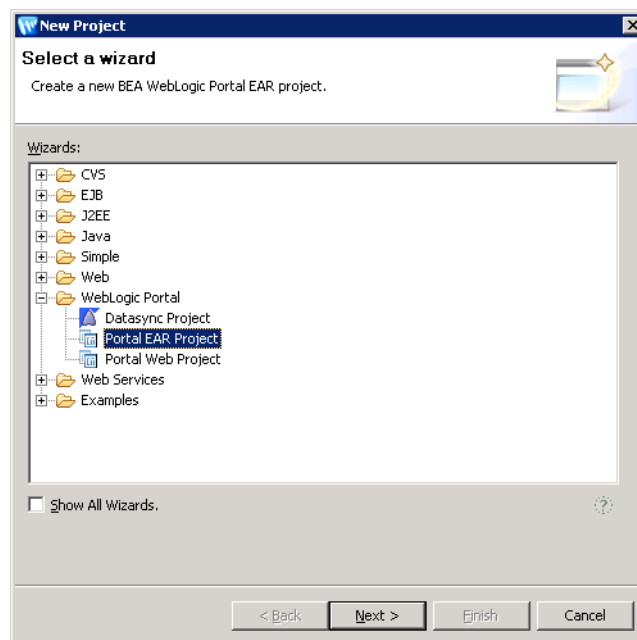 New Project
Select a wizard
Create a new BEA WebLogic Portal EAR project.
Wizards:
CVS
EJB
J2EE
Java
Simple
Web
WebLogic Portal
Datasync Project
Portal EAR Project
Portal Web Project
Web Services
Examples
Show All Wizards.
< Back Next > Finish Cancel